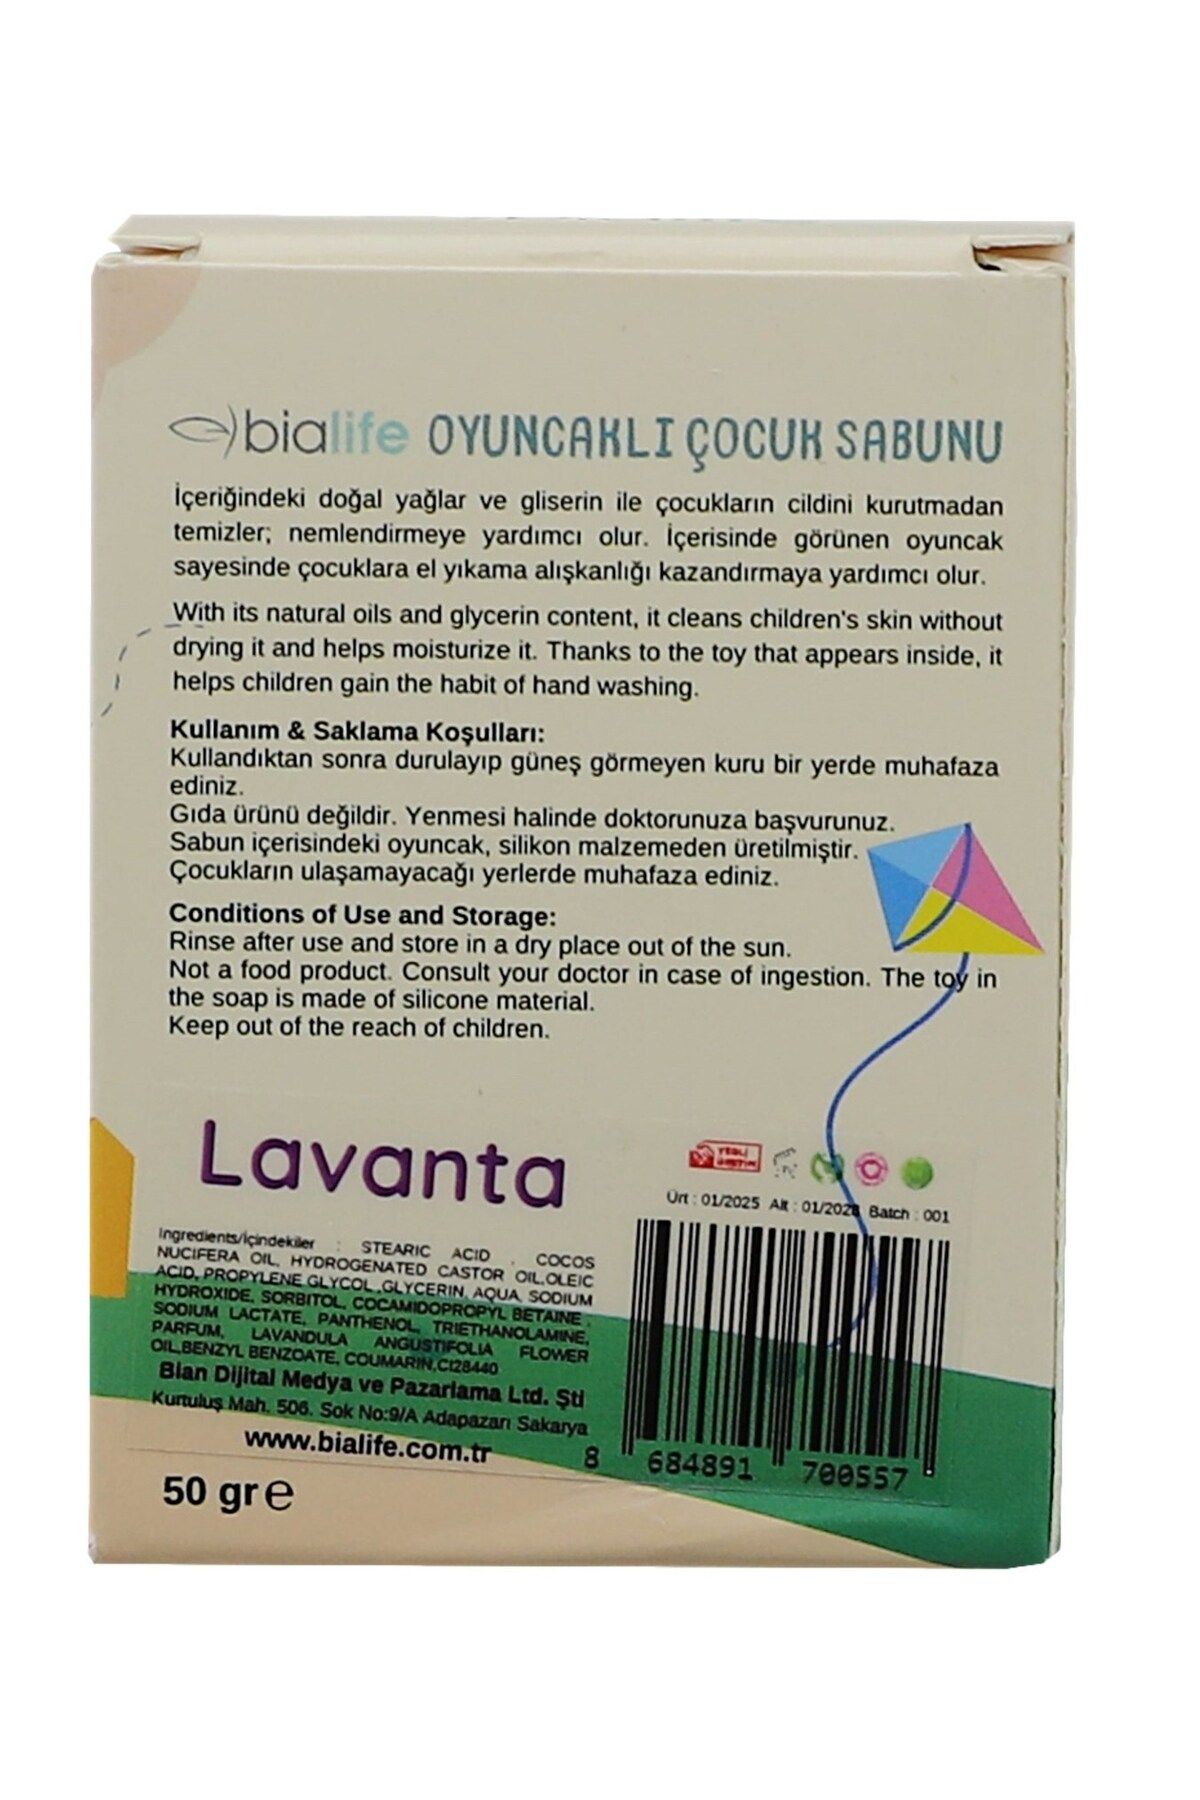 bialife OYUNCAKLI ÇOCUK SABUNU
İçeriğindeki doğal yağlar ve gliserin ile çocukların cildini kurutmadan
temizler; nemlendirmeye yardımcı olur. İçerisinde görünen oyuncak
sayesinde çocuklara el yıkama alışkanlığı kazandırmaya yardımcı olur.
With its natural oils and glycerin content, it cleans children's skin without
drying it and helps moisturize it. Thanks to the toy that appears inside, it
helps children gain the habit of hand washing.
Kullanım & Saklama Koşulları:
Kullandıktan sonra durulayıp güneş görmeyen kuru bir yerde muhafaza
ediniz.
Gıda ürünü değildir. Yenmesi halinde doktorunuza başvurunuz.
Sabun içerisindeki oyuncak, silikon malzemeden üretilmiştir.
Çocukların ulaşamayacağı yerlerde muhafaza ediniz.
Conditions of Use and Storage:
Rinse after use and store in a dry place out of the sun.
Not a food product. Consult your doctor in case of ingestion. The toy in
the soap is made of silicone material.
Keep out of the reach of children.
Lavanta
YERLİ
ÜRETİM
Ürt : 01/2025 Alt : 01/2028 Batch : 001
Ingredients/İçindekiler : STEARIC ACID , COCOS
NUCIFERA OIL, HYDROGENATED CASTOR OIL,OLEIC
ACID, PROPYLENE GLYCOL ,GLYCERIN, AQUA, SODIUM
HYDROXIDE, SORBITOL, COCAMIDOPROPYL BETAINE ,
SODIUM LACTATE, PANTHENOL, TRIETHANOLAMINE,
PARFUM, LAVANDULA ANGUSTIFOLIA FLOWER
OIL,BENZYL BENZOATE, COUMARIN,CI28440
Bian Dijital Medya ve Pazarlama Ltd. Şti
Kurtuluş Mah. 506. Sok No:9/A Adapazarı Sakarya
www.bialife.com.tr
8 684891 700557
50 gr e